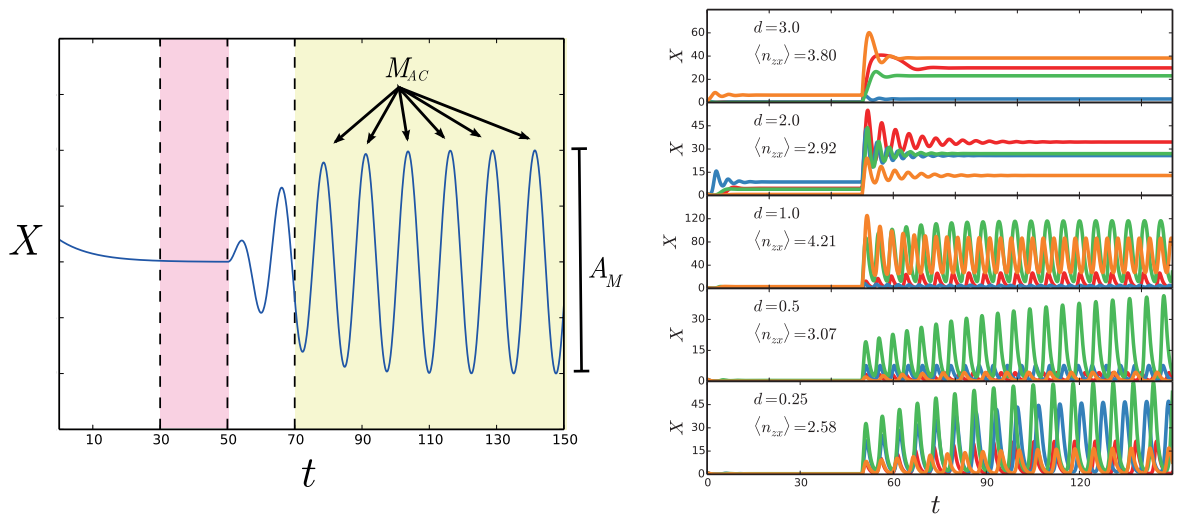 M_AC
X
A_M
10 30 50 70 90 110 130 150
t
d=3.0
⟨n_zx⟩=3.80
X
60
40
20
0
d=2.0
⟨n_zx⟩=2.92
X
45
30
15
0
d=1.0
⟨n_zx⟩=4.21
X
120
80
40
0
d=0.5
⟨n_zx⟩=3.07
X
30
15
0
d=0.25
⟨n_zx⟩=2.58
X
45
30
15
0
0 30 60 90 120
t